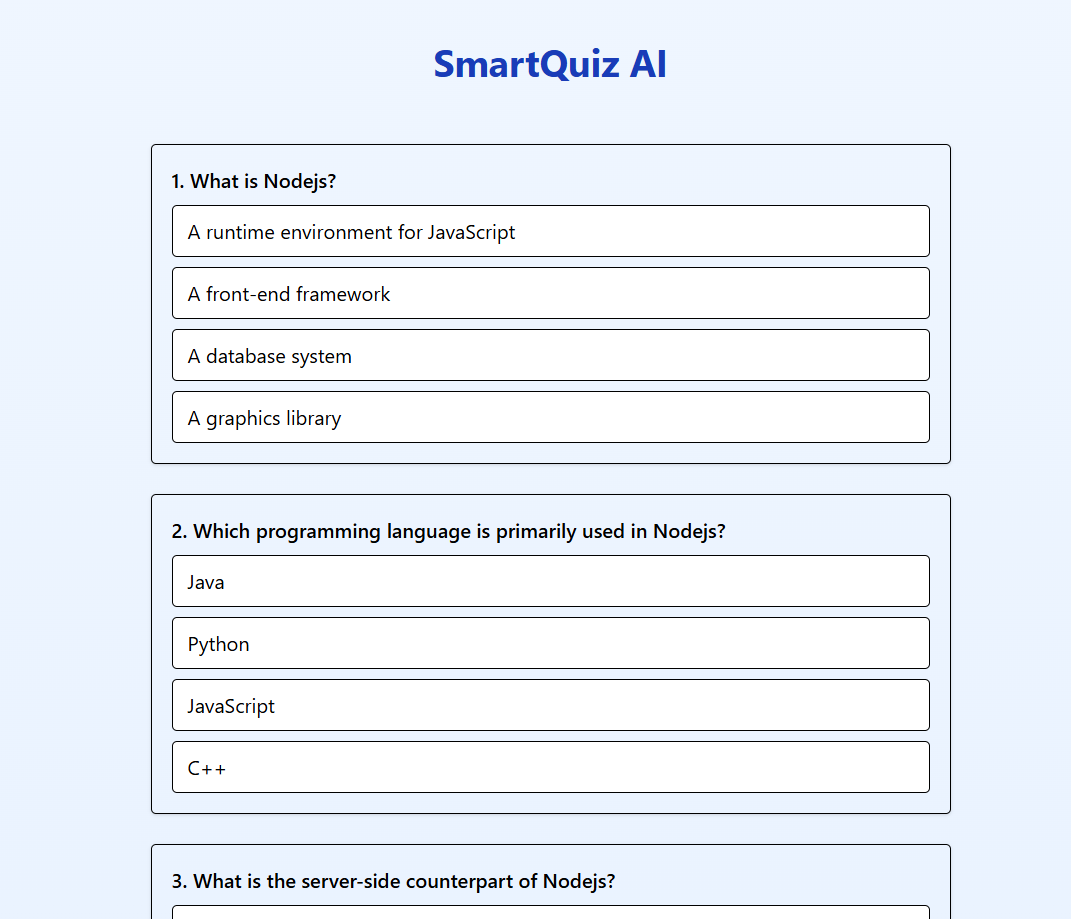 SmartQuiz AI
1. What is Nodejs?
A runtime environment for JavaScript
A front-end framework
A database system
A graphics library
2. Which programming language is primarily used in Nodejs?
Java
Python
JavaScript
C++
3. What is the server-side counterpart of Nodejs?